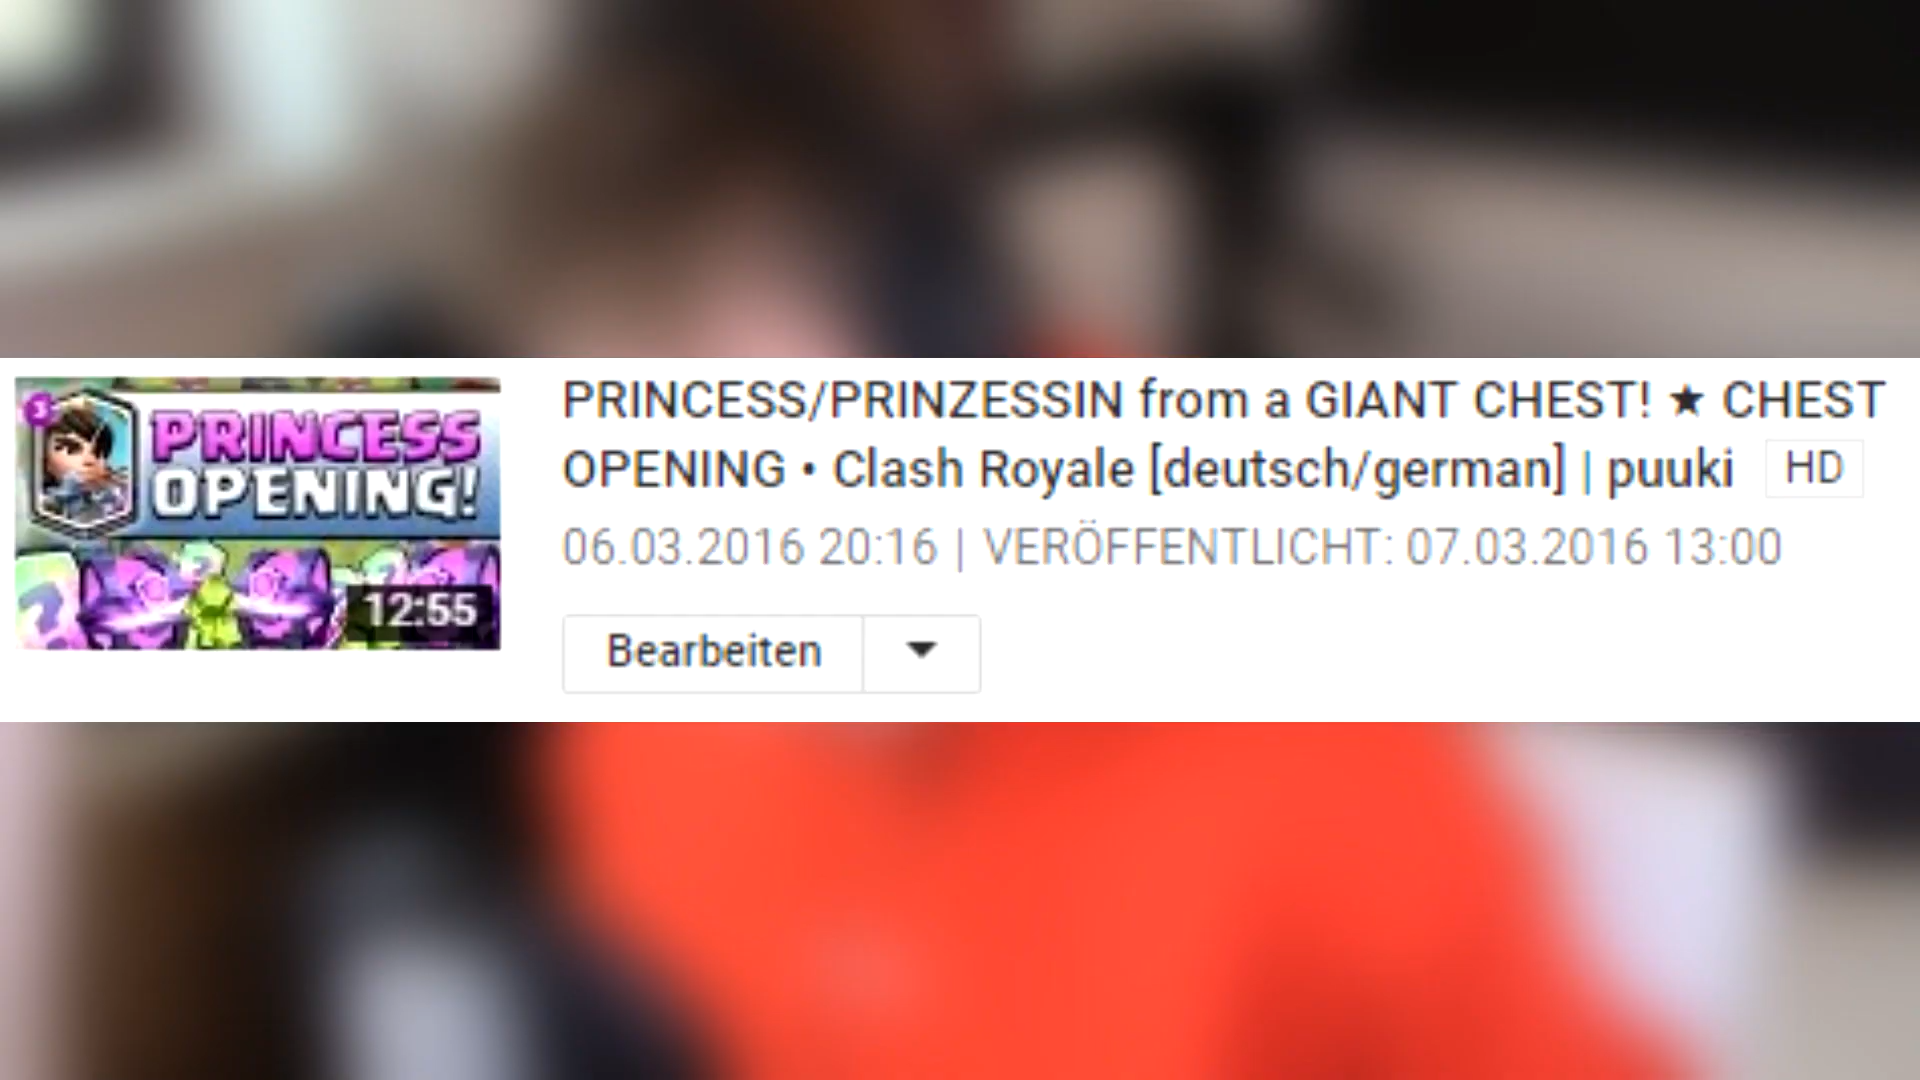 3
PRINCESS
OPENING!
12:55
PRINCESS/PRINZESSIN from a GIANT CHEST! ★ CHEST
OPENING • Clash Royale [deutsch/german] | puuki HD
06.03.2016 20:16 | VERÖFFENTLICHT: 07.03.2016 13:00
Bearbeiten